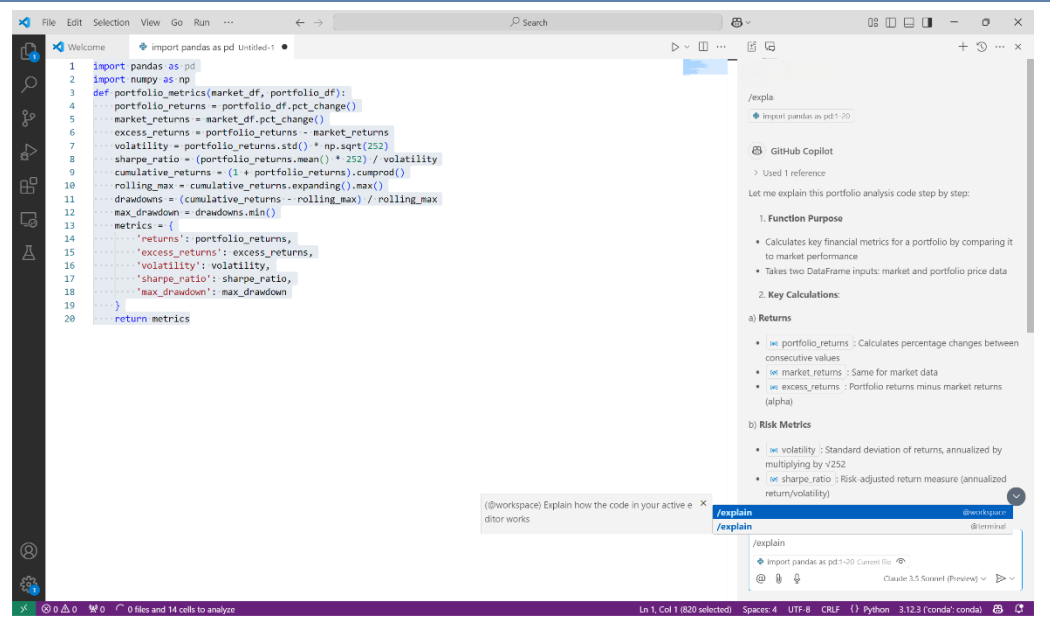 File Edit Selection View Go Run ··· ← → Search
Welcome
import pandas as pd Untitled-1 ●
1 import pandas as pd
2 import numpy as np
3 def portfolio_metrics(market_df, portfolio_df):
4 portfolio_returns = portfolio_df.pct_change()
5 market_returns = market_df.pct_change()
6 excess_returns = portfolio_returns - market_returns
7 volatility = portfolio_returns.std() * np.sqrt(252)
8 sharpe_ratio = (portfolio_returns.mean() * 252) / volatility
9 cumulative_returns = (1 + portfolio_returns).cumprod()
10 rolling_max = cumulative_returns.expanding().max()
11 drawdowns = (cumulative_returns - rolling_max) / rolling_max
12 max_drawdown = drawdowns.min()
13 metrics = {
14 'returns': portfolio_returns,
15 'excess_returns': excess_returns,
16 'volatility': volatility,
17 'sharpe_ratio': sharpe_ratio,
18 'max_drawdown': max_drawdown
19 }
20 return metrics
/expla
import pandas as pd:1-20
GitHub Copilot
> Used 1 reference
Let me explain this portfolio analysis code step by step:
1. Function Purpose
• Calculates key financial metrics for a portfolio by comparing it
to market performance
• Takes two DataFrame inputs: market and portfolio price data
2. Key Calculations:
a) Returns
• portfolio_returns : Calculates percentage changes between
consecutive values
• market_returns : Same for market data
• excess_returns : Portfolio returns minus market returns
(alpha)
b) Risk Metrics
• volatility : Standard deviation of returns, annualized by
multiplying by √252
• sharpe_ratio : Risk-adjusted return measure (annualized
return/volatility)
(@workspace) Explain how the code in your active e
ditor works
/explain @workspace
/explain @terminal
/explain
import pandas as pd:1-20 Current file
@ Claude 3.5 Sonnet (Preview)
0 0 0 0 files and 14 cells to analyze Ln 1, Col 1 (820 selected) Spaces: 4 UTF-8 CRLF {} Python 3.12.3 ('conda': conda)